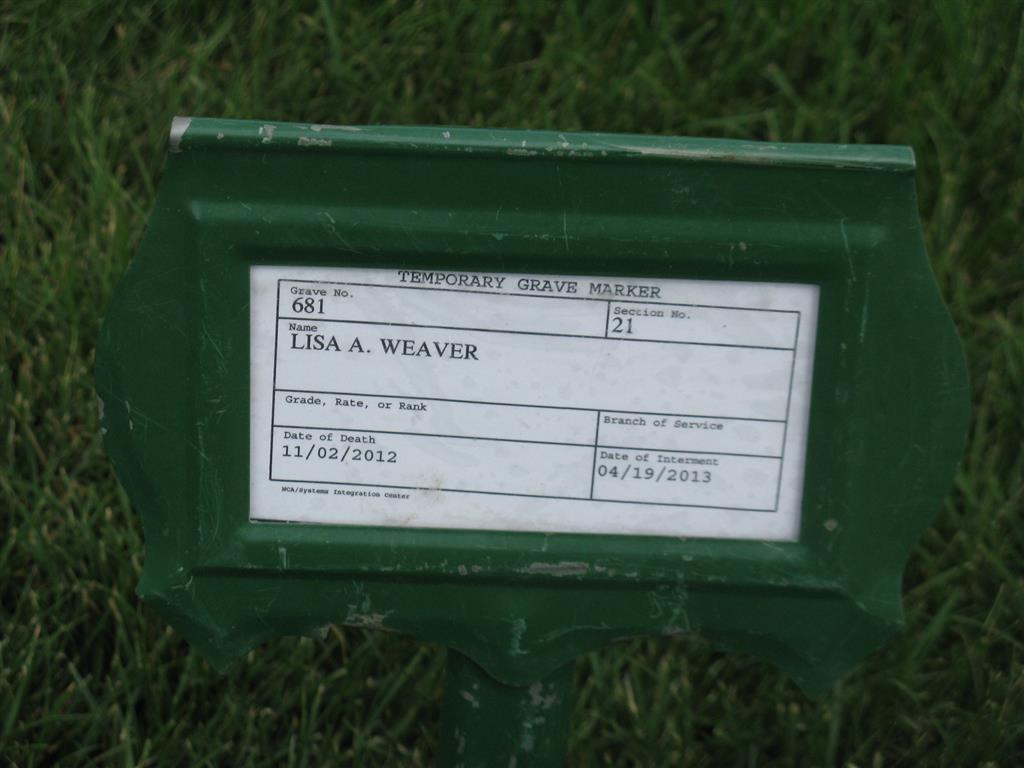 TEMPORARY GRAVE MARKER
Grave No.
681
Section No.
21
Name
LISA A. WEAVER
Grade, Rate, or Rank
Branch of Service
Date of Death
11/02/2012
Date of Interment
04/19/2013
NCA/Systems Integration Center